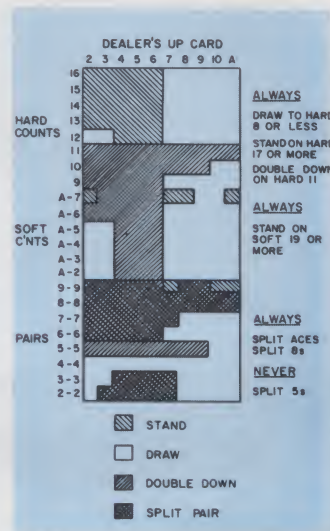 DEALER'S UP CARD
2 3 4 5 6 7 8 9 10 A
16
15
14
13
HARD COUNTS
12
11
10
9
A-7
A-6
SOFT C'NTS
A-5
A-4
A-3
A-2
9-9
8-8
7-7
6-6
PAIRS
5-5
4-4
3-3
2-2
ALWAYS
DRAW TO HARD
8 OR LESS
STAND ON HARD
17 OR MORE
DOUBLE DOWN
ON HARD 11
ALWAYS
STAND ON
SOFT 19 OR
MORE
ALWAYS
SPLIT ACES
SPLIT 8s
NEVER
SPLIT 5s
STAND
DRAW
DOUBLE DOWN
SPLIT PAIR